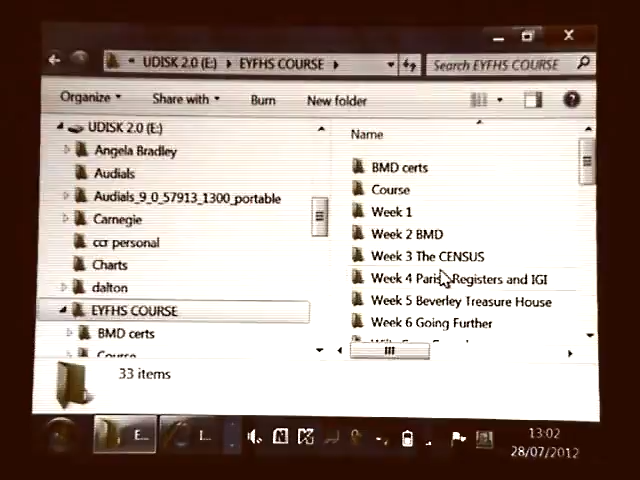 UDISK 2.0 (E:) EYFHS COURSE
Search EYFHS COURSE
Organize Share with Burn New folder
UDISK 2.0 (E:)
Angela Bradley
Audials
Audials_9_0_57913_1300_portable
Carnegie
ccr personal
Charts
dalton
EYFHS COURSE
BMD certs
Course
Name
BMD certs
Course
Week 1
Week 2 BMD
Week 3 The CENSUS
Week 4 Parish Registers and IGI
Week 5 Beverley Treasure House
Week 6 Going Further
33 items
E...
I...
13:02
28/07/2012